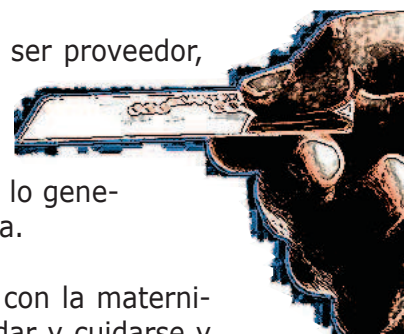 ser proveedor,
lo gene-
a.
con la materni-
dar y cuidarse y